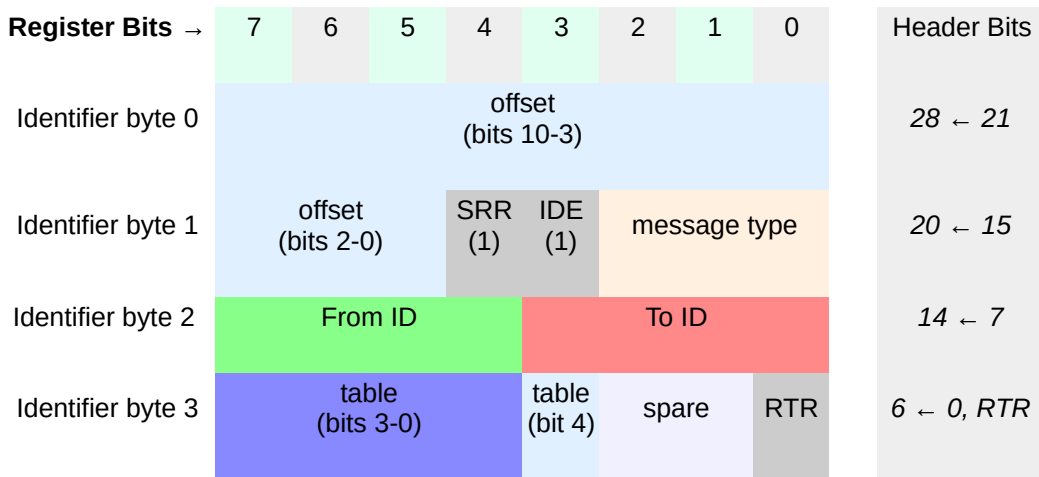 Register Bits → 7 6 5 4 3 2 1 0 Header Bits
Identifier byte 0 offset 28 ← 21
(bits 10-3)
Identifier byte 1 offset SRR IDE message type 20 ← 15
(bits 2-0) (1) (1)
Identifier byte 2 From ID To ID 14 ← 7
Identifier byte 3 table table spare RTR 6 ← 0, RTR
(bits 3-0) (bit 4)